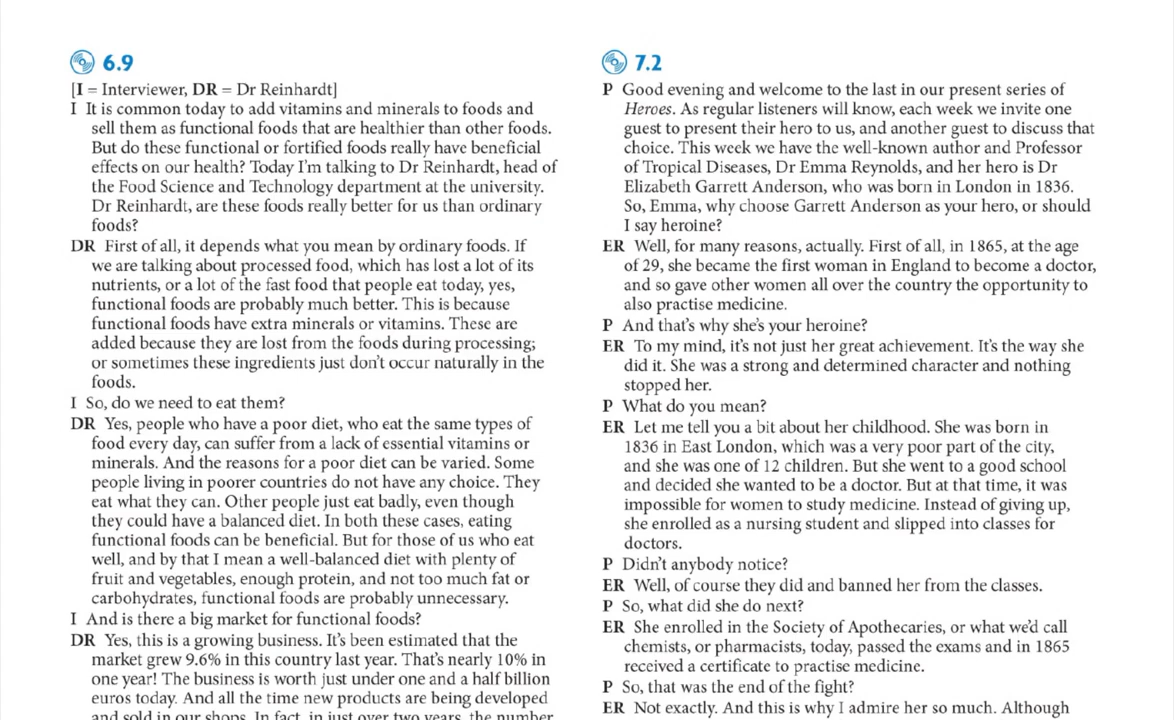 6.9
[I = Interviewer, DR = Dr Reinhardt]
I It is common today to add vitamins and minerals to foods and
sell them as functional foods that are healthier than other foods.
But do these functional or fortified foods really have beneficial
effects on our health? Today I'm talking to Dr Reinhardt, head of
the Food Science and Technology department at the university.
Dr Reinhardt, are these foods really better for us than ordinary
foods?
DR First of all, it depends what you mean by ordinary foods. If
we are talking about processed food, which has lost a lot of its
nutrients, or a lot of the fast food that people eat today, yes,
functional foods are probably much better. This is because
functional foods have extra minerals or vitamins. These are
added because they are lost from the foods during processing;
or sometimes these ingredients just don't occur naturally in the
foods.
I So, do we need to eat them?
DR Yes, people who have a poor diet, who eat the same types of
food every day, can suffer from a lack of essential vitamins or
minerals. And the reasons for a poor diet can be varied. Some
people living in poorer countries do not have any choice. They
eat what they can. Other people just eat badly, even though
they could have a balanced diet. In both these cases, eating
functional foods can be beneficial. But for those of us who eat
well, and by that I mean a well-balanced diet with plenty of
fruit and vegetables, enough protein, and not too much fat or
carbohydrates, functional foods are probably unnecessary.
I And is there a big market for functional foods?
DR Yes, this is a growing business. It's been estimated that the
market grew 9.6% in this country last year. That's nearly 10% in
one year! The business is worth just under one and a half billion
euros today. And all the time new products are being developed
and sold in our shops. In fact, in just over two years, the number
7.2
P Good evening and welcome to the last in our present series of
Heroes. As regular listeners will know, each week we invite one
guest to present their hero to us, and another guest to discuss that
choice. This week we have the well-known author and Professor
of Tropical Diseases, Dr Emma Reynolds, and her hero is Dr
Elizabeth Garrett Anderson, who was born in London in 1836.
So, Emma, why choose Garrett Anderson as your hero, or should
I say heroine?
ER Well, for many reasons, actually. First of all, in 1865, at the age
of 29, she became the first woman in England to become a doctor,
and so gave other women all over the country the opportunity to
also practise medicine.
P And that's why she's your heroine?
ER To my mind, it's not just her great achievement. It's the way she
did it. She was a strong and determined character and nothing
stopped her.
P What do you mean?
ER Let me tell you a bit about her childhood. She was born in
1836 in East London, which was a very poor part of the city,
and she was one of 12 children. But she went to a good school
and decided she wanted to be a doctor. But at that time, it was
impossible for women to study medicine. Instead of giving up,
she enrolled as a nursing student and slipped into classes for
doctors.
P Didn't anybody notice?
ER Well, of course they did and banned her from the classes.
P So, what did she do next?
ER She enrolled in the Society of Apothecaries, or what we'd call
chemists, or pharmacists, today, passed the exams and in 1865
received a certificate to practise medicine.
P So, that was the end of the fight?
ER Not exactly. And this is why I admire her so much. Although